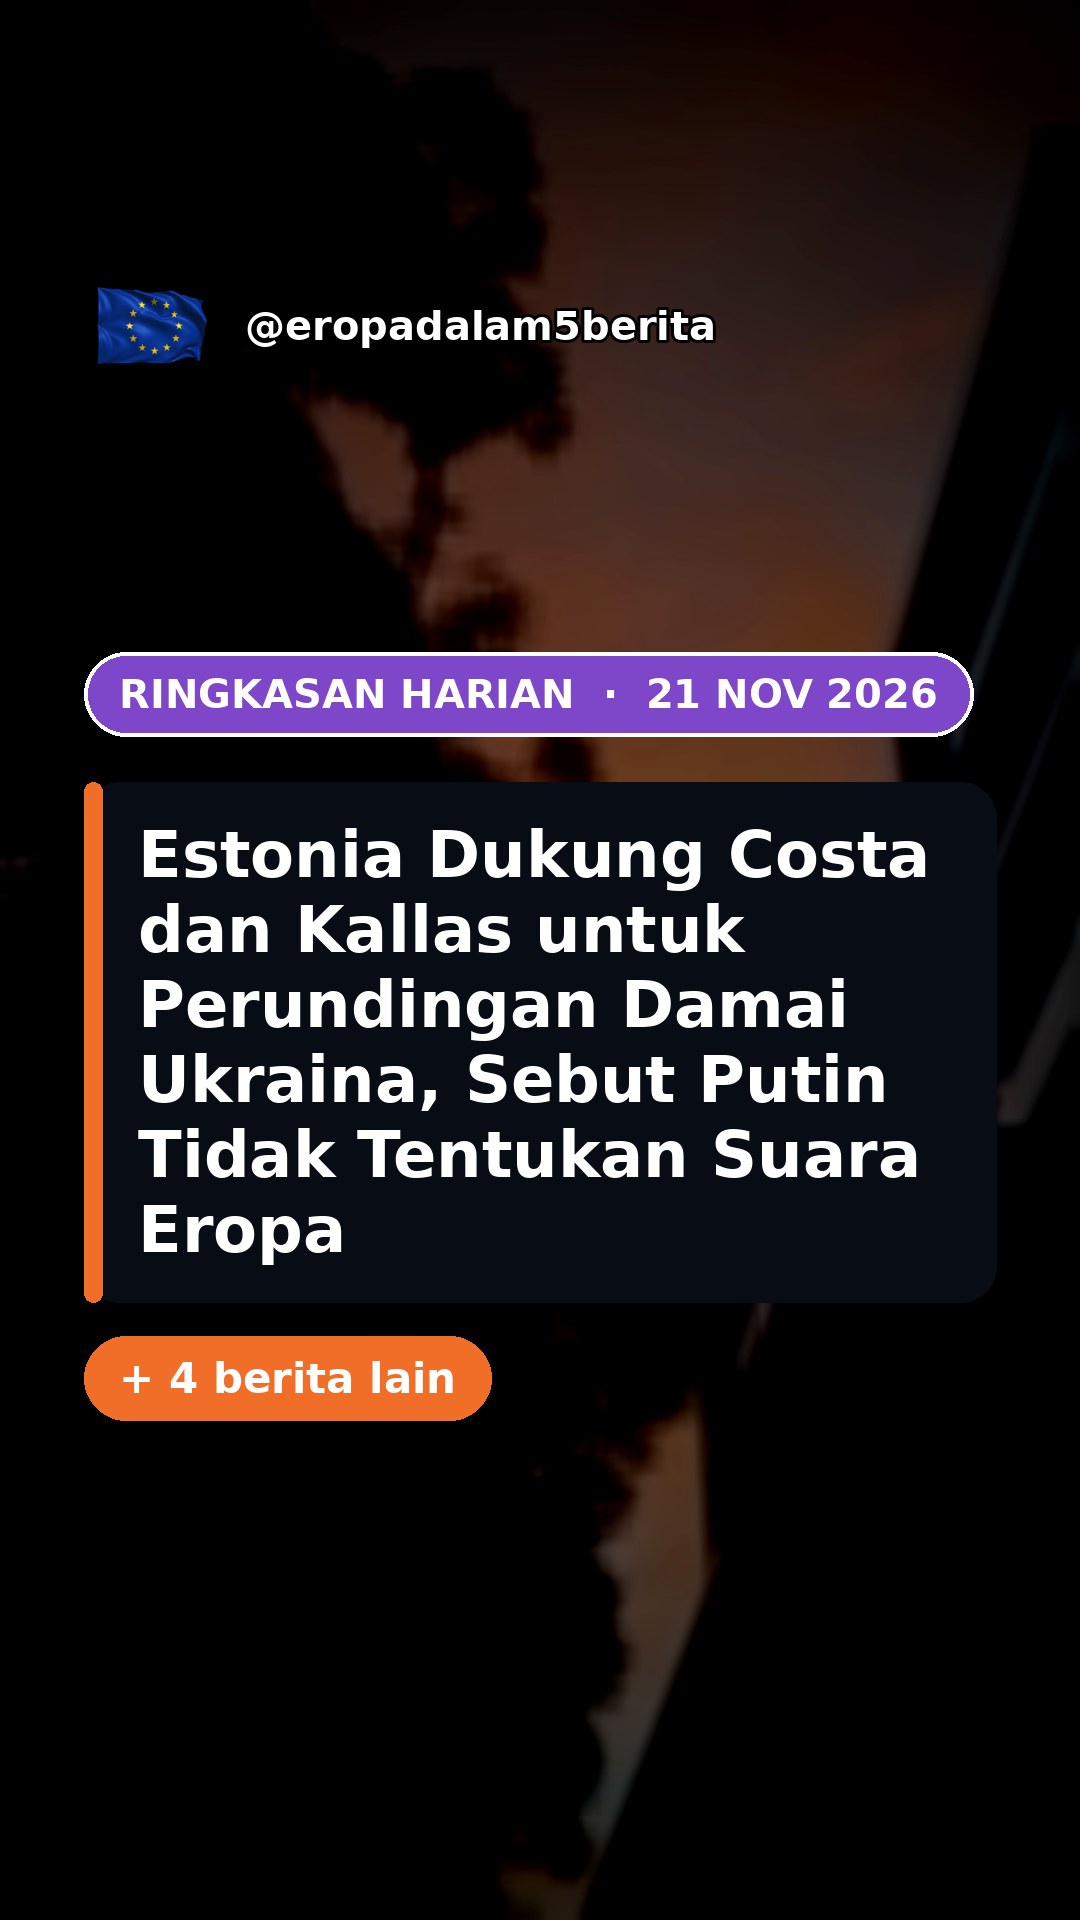 @eropadalam5berita
RINGKASAN HARIAN · 21 NOV 2026
Estonia Dukung Costa
dan Kallas untuk
Perundingan Damai
Ukraina, Sebut Putin
Tidak Tentukan Suara
Eropa
+ 4 berita lain